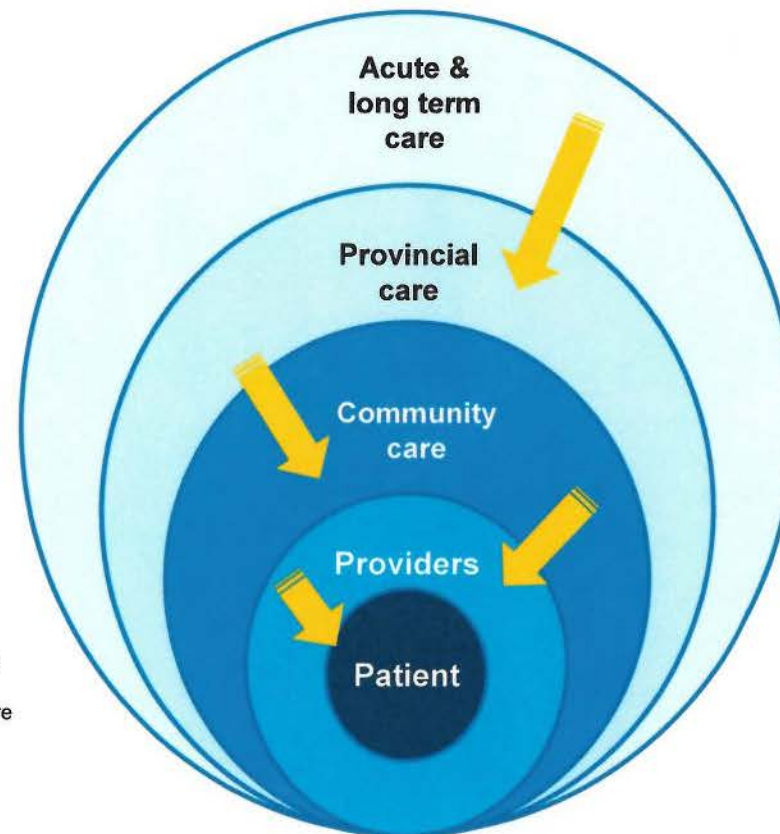 Acute &
long term
care
Provincial
care
Community
care
Providers
Patient